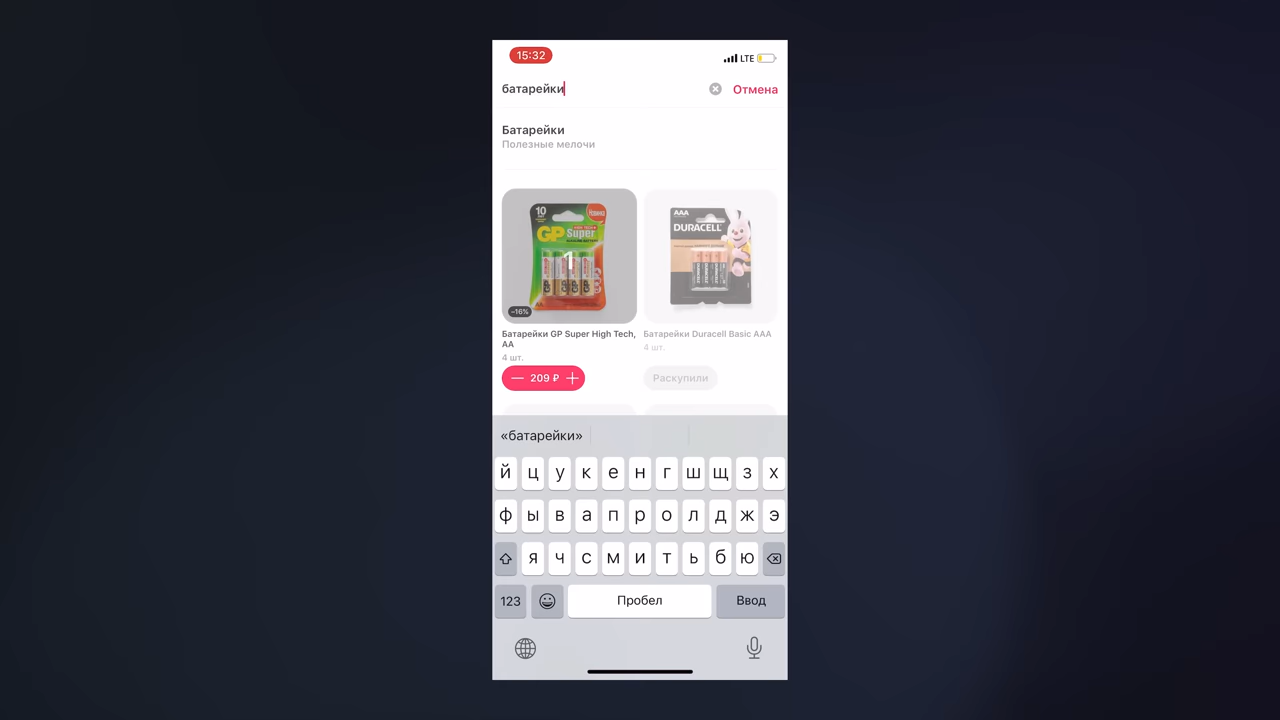 15:32
LTE
батарейки
Отмена
Батарейки
Полезные мелочи
10
GP Super
1
−16%
AAA
DURACELL
Батарейки GP Super High Tech,
AA
4 шт.
Батарейки Duracell Basic AAA
4 шт.
— 209 ₽ +
Раскупили
«батарейки»
й ц у к е н г ш щ з х
ф ы в а п р о л д ж э
я ч с м и т ь б ю
123
Пробел
Ввод